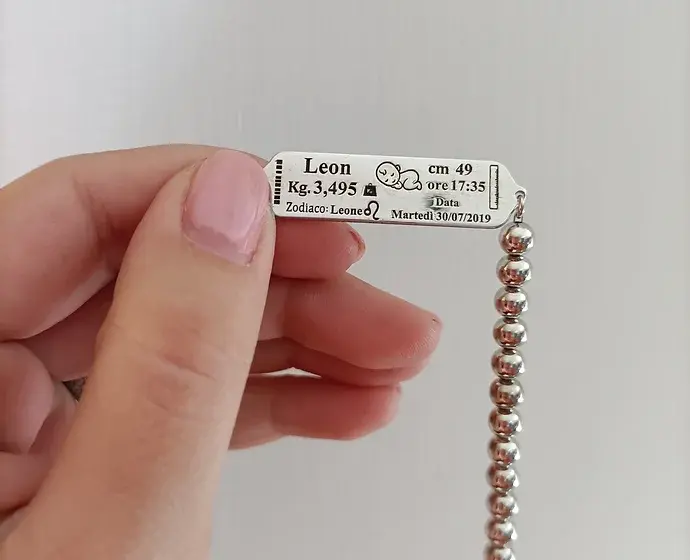 Leon
Kg. 3,495
Zodiaco: Leone
cm 49
ore 17:35
Data
Martedì 30/07/2019